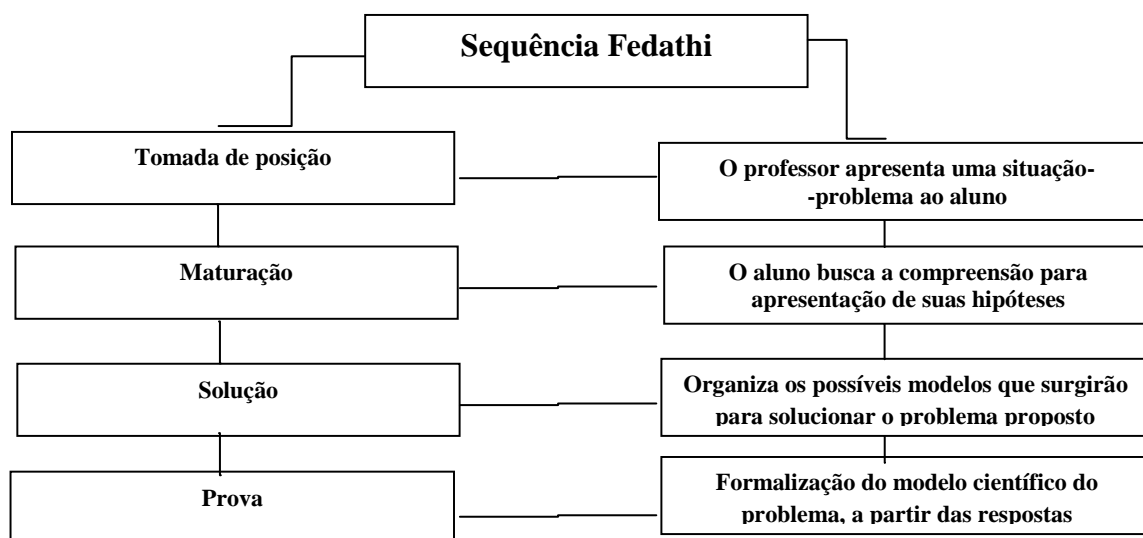 Sequência Fedathi
Tomada de posição
O professor apresenta uma situação-
-problema ao aluno
Maturação
O aluno busca a compreensão para
apresentação de suas hipóteses
Solução
Organiza os possíveis modelos que surgirão
para solucionar o problema proposto
Prova
Formalização do modelo científico do
problema, a partir das respostas